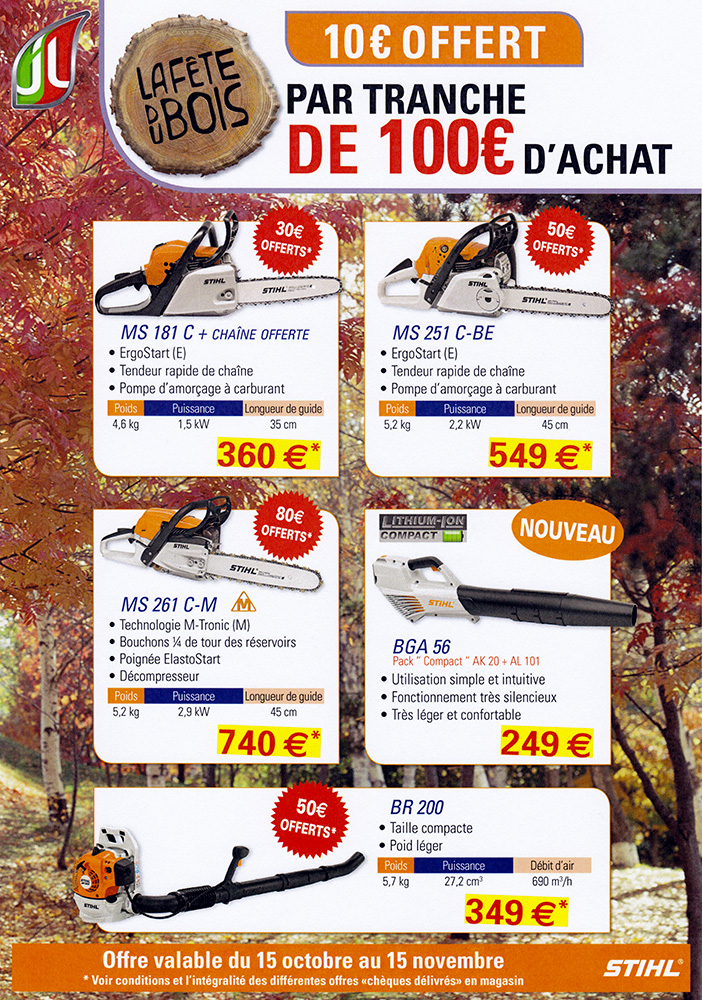 jL
LA FÊTE
DU BOIS
10€ OFFERT
PAR TRANCHE
DE 100€ D'ACHAT
30€
OFFERTS*
STIHL
MS 181 C + CHAÎNE OFFERTE
• ErgoStart (E)
• Tendeur rapide de chaîne
• Pompe d'amorçage à carburant
Poids Puissance Longueur de guide
4,6 kg 1,5 kW 35 cm
360 €*
50€
OFFERTS*
STIHL
MS 251 C-BE
• ErgoStart (E)
• Tendeur rapide de chaîne
• Pompe d'amorçage à carburant
Poids Puissance Longueur de guide
5,2 kg 2,2 kW 45 cm
549 €*
80€
OFFERTS*
STIHL
STIHL
MS 261 C-M M
• Technologie M-Tronic (M)
• Bouchons ¼ de tour des réservoirs
• Poignée ElastoStart
• Décompresseur
Poids Puissance Longueur de guide
5,2 kg 2,9 kW 45 cm
740 €*
LITHIUM-ION
COMPACT
NOUVEAU
STIHL
BGA 56
Pack " Compact " AK 20 + AL 101
• Utilisation simple et intuitive
• Fonctionnement très silencieux
• Très léger et confortable
249 €
50€
OFFERTS*
STIHL
BR 200
• Taille compacte
• Poid léger
Poids Puissance Débit d'air
5,7 kg 27,2 cm³ 690 m³/h
349 €*
Offre valable du 15 octobre au 15 novembre
* Voir conditions et l'intégralité des différentes offres «chèques délivrés» en magasin
STIHL®